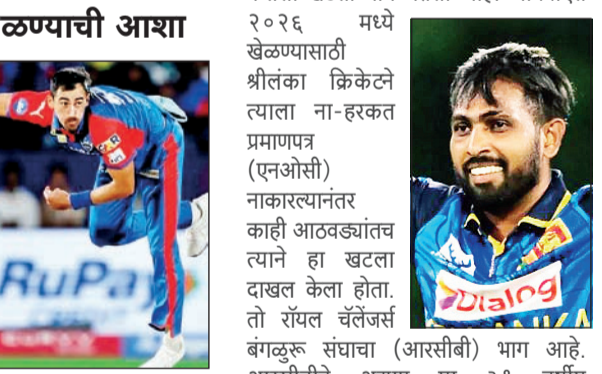 ळण्याची आशा
RuPay
२०२६ मध्ये
खेळण्यासाठी
श्रीलंका क्रिकेटने
त्याला ना-हरकत
प्रमाणपत्र
(एनओसी)
नाकारल्यानंतर
काही आठवड्यांतच
त्याने हा खटला
दाखल केला होता.
तो रॉयल चॅलेंजर्स
बंगळुरू संघाचा (आरसीबी) भाग आहे.
Dialog